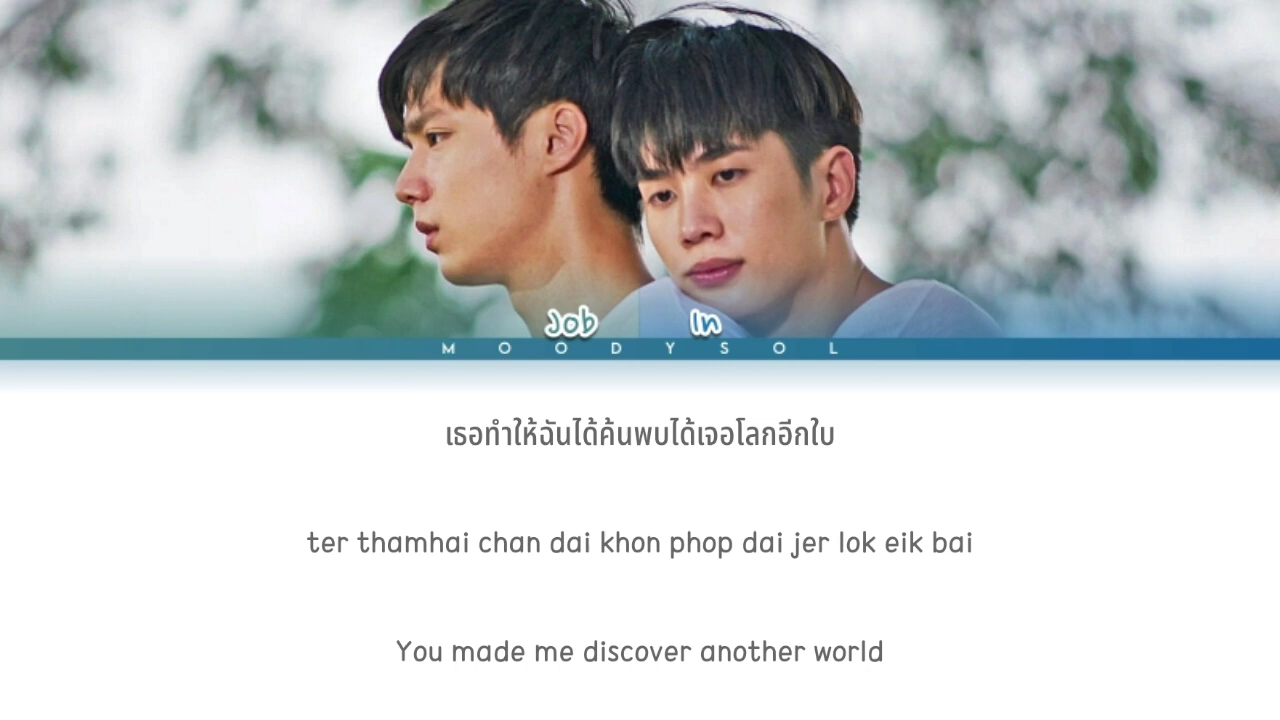 Job In
M O O D Y S O L
เธอทำให้ฉันได้ค้นพบได้เจอโลกอีกใบ
ter thamhai chan dai khon phop dai jer lok eik bai
You made me discover another world